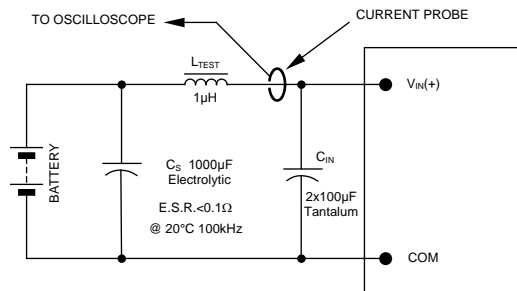 TO OSCILLOSCOPE
CURRENT PROBE
LTEST
1µH
VIN(+)
BATTERY
CS 1000µF
Electrolytic
E.S.R.<0.1Ω
@ 20°C 100kHz
CIN
2x100µF
Tantalum
COM